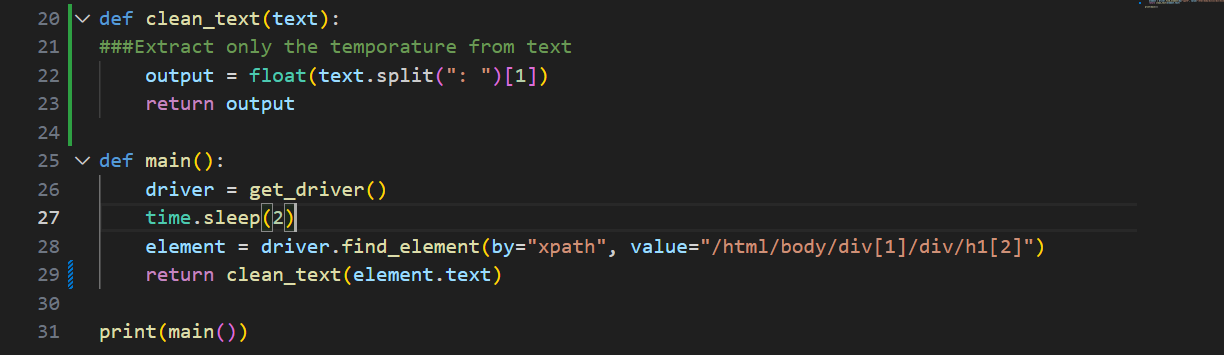 20 def clean_text(text):
21 ###Extract only the temporature from text
22 output = float(text.split(": ")[1])
23 return output
24
25 def main():
26 driver = get_driver()
27 time.sleep(2)
28 element = driver.find_element(by="xpath", value="/html/body/div[1]/div/h1[2]")
29 return clean_text(element.text)
30
31 print(main())